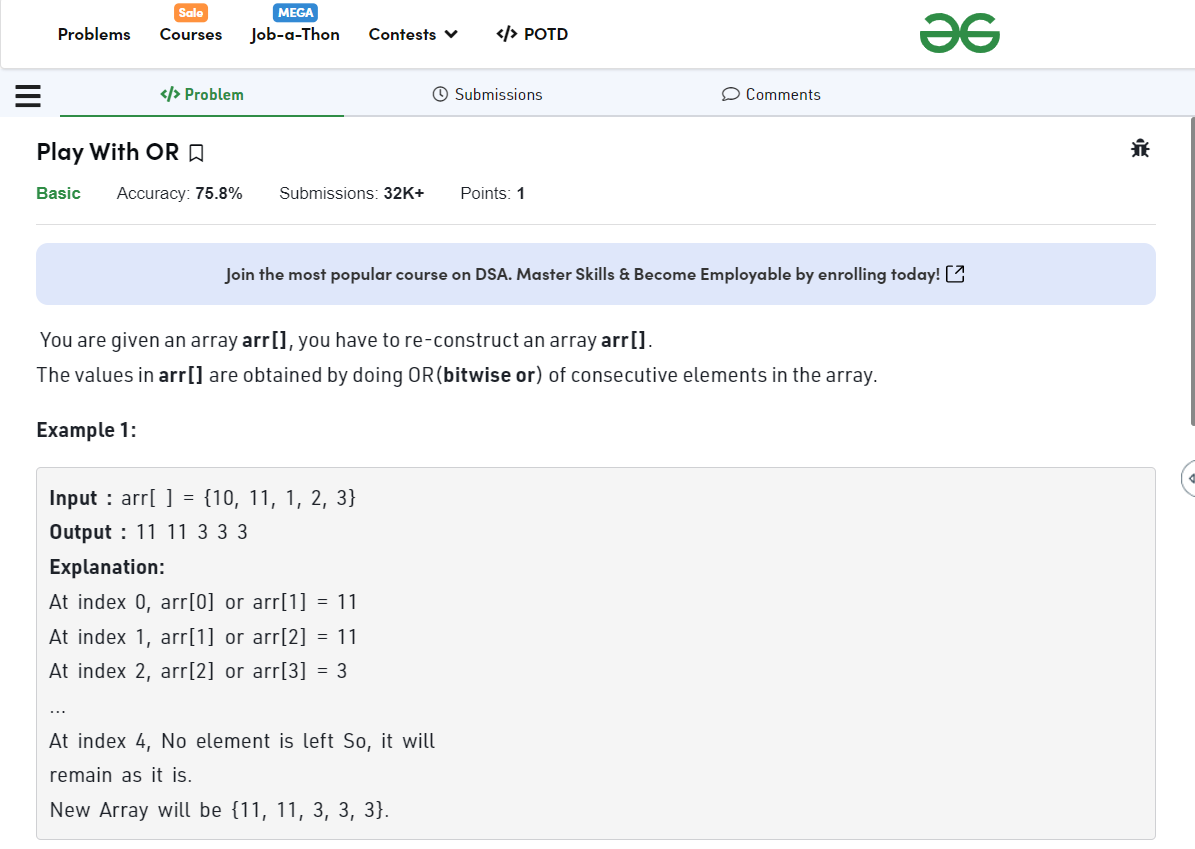 Sale MEGA
Problems Courses Job-a-Thon Contests </> POTD
</> Problem Submissions Comments
Play With OR
Basic Accuracy: 75.8% Submissions: 32K+ Points: 1
Join the most popular course on DSA. Master Skills & Become Employable by enrolling today!
You are given an array arr[], you have to re-construct an array arr[].
The values in arr[] are obtained by doing OR(bitwise or) of consecutive elements in the array.
Example 1:
Input : arr[ ] = {10, 11, 1, 2, 3}
Output : 11 11 3 3 3
Explanation:
At index 0, arr[0] or arr[1] = 11
At index 1, arr[1] or arr[2] = 11
At index 2, arr[2] or arr[3] = 3
...
At index 4, No element is left So, it will
remain as it is.
New Array will be {11, 11, 3, 3, 3}.